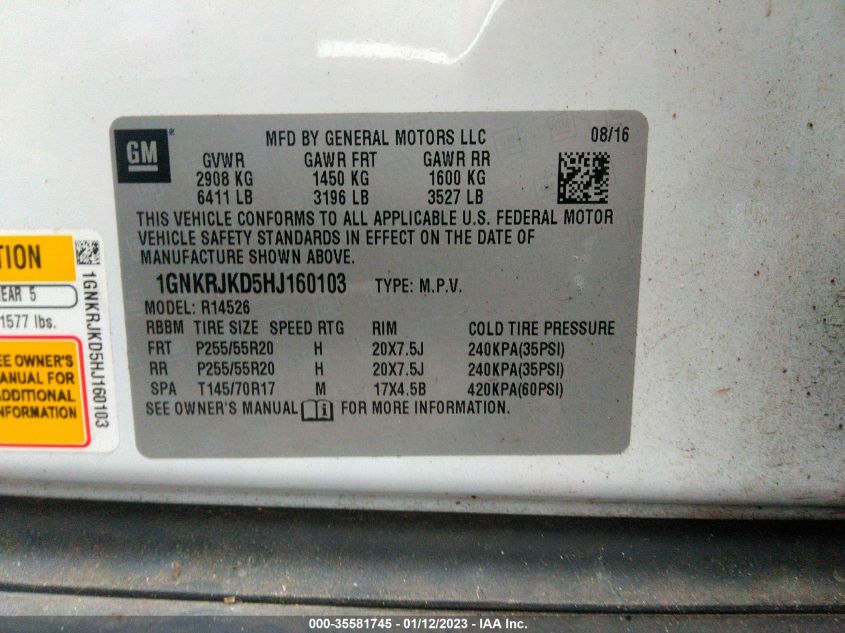 GM
MFD BY GENERAL MOTORS LLC 08/16
GVWR GAWR FRT GAWR RR
2908 KG 1450 KG 1600 KG
6411 LB 3196 LB 3527 LB
THIS VEHICLE CONFORMS TO ALL APPLICABLE U.S. FEDERAL MOTOR
VEHICLE SAFETY STANDARDS IN EFFECT ON THE DATE OF
MANUFACTURE SHOWN ABOVE.
1GNKRJKD5HJ160103 TYPE: M.P.V.
MODEL: R14526
RBBM TIRE SIZE SPEED RTG RIM COLD TIRE PRESSURE
FRT P255/55R20 H 20X7.5J 240KPA(35PSI)
RR P255/55R20 H 20X7.5J 240KPA(35PSI)
SPA T145/70R17 M 17X4.5B 420KPA(60PSI)
SEE OWNER'S MANUAL i FOR MORE INFORMATION.
TION
EAR 5
1577 lbs.
EE OWNER'S
ANUAL FOR
ADDITIONAL
NFORMATION
1GNKRJKD5HJ160103
000-35581745 - 01/12/2023 - IAA Inc.